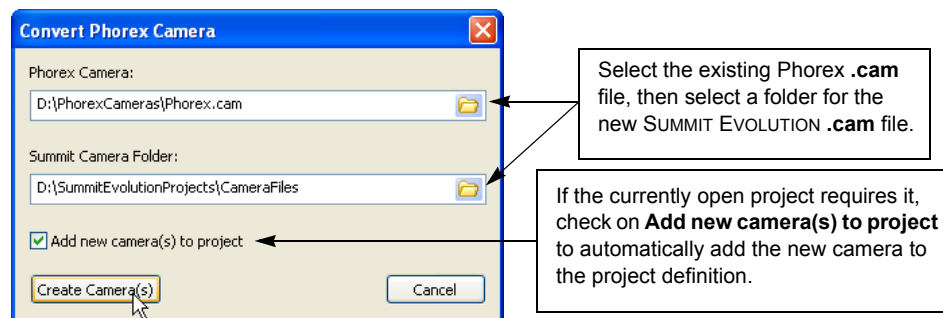 Convert Phorex Camera
Phorex Camera:
D:\PhorexCameras\Phorex.cam
Summit Camera Folder:
D:\SummitEvolutionProjects\CameraFiles
Add new camera(s) to project
Create Camera(s)
Cancel
Select the existing Phorex .cam
file, then select a folder for the
new SUMMIT EVOLUTION .cam file.
If the currently open project requires it,
check on Add new camera(s) to project
to automatically add the new camera to
the project definition.